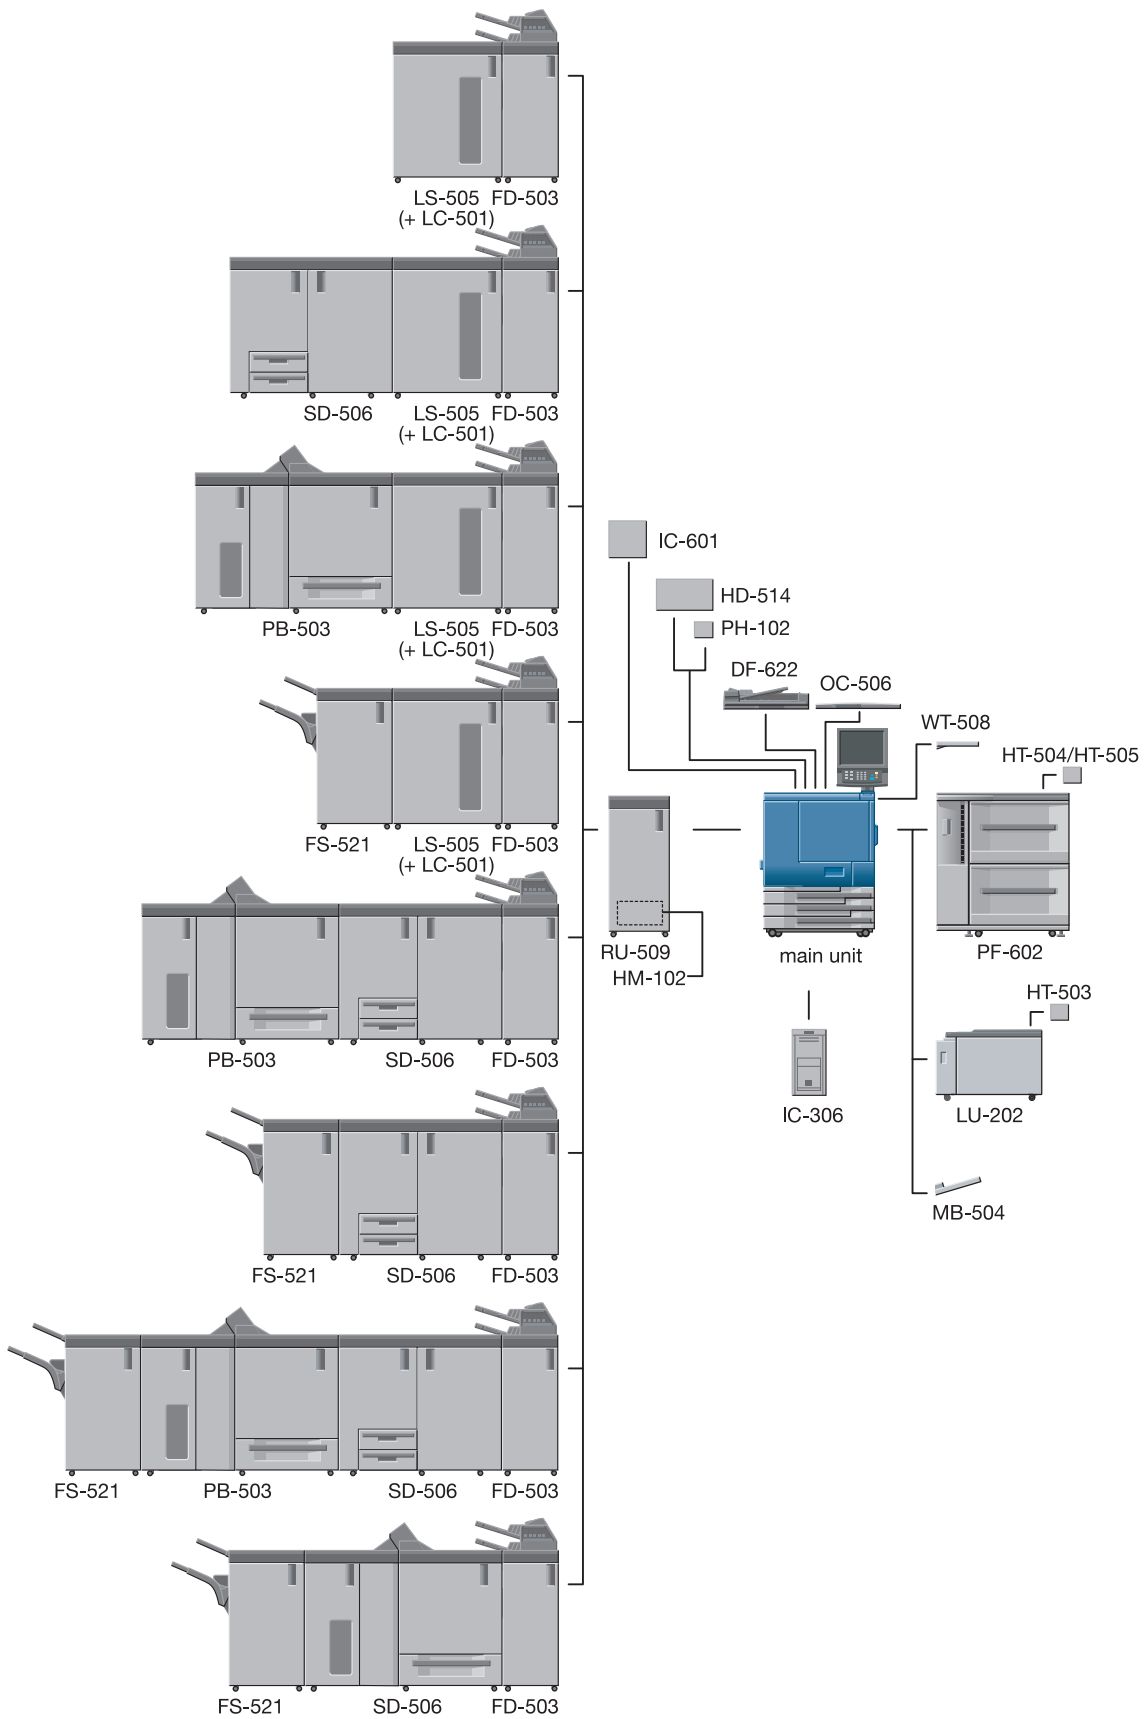 LS-505 FD-503
(+ LC-501)
SD-506 LS-505 FD-503
(+ LC-501)
PB-503 LS-505 FD-503
(+ LC-501)
FS-521 LS-505 FD-503
(+ LC-501)
PB-503 SD-506 FD-503
FS-521 SD-506 FD-503
FS-521 PB-503 SD-506 FD-503
FS-521 SD-506 FD-503
IC-601
HD-514
PH-102
DF-622
OC-506
WT-508
HT-504/HT-505
RU-509
HM-102
main unit
PF-602
HT-503
IC-306
LU-202
MB-504